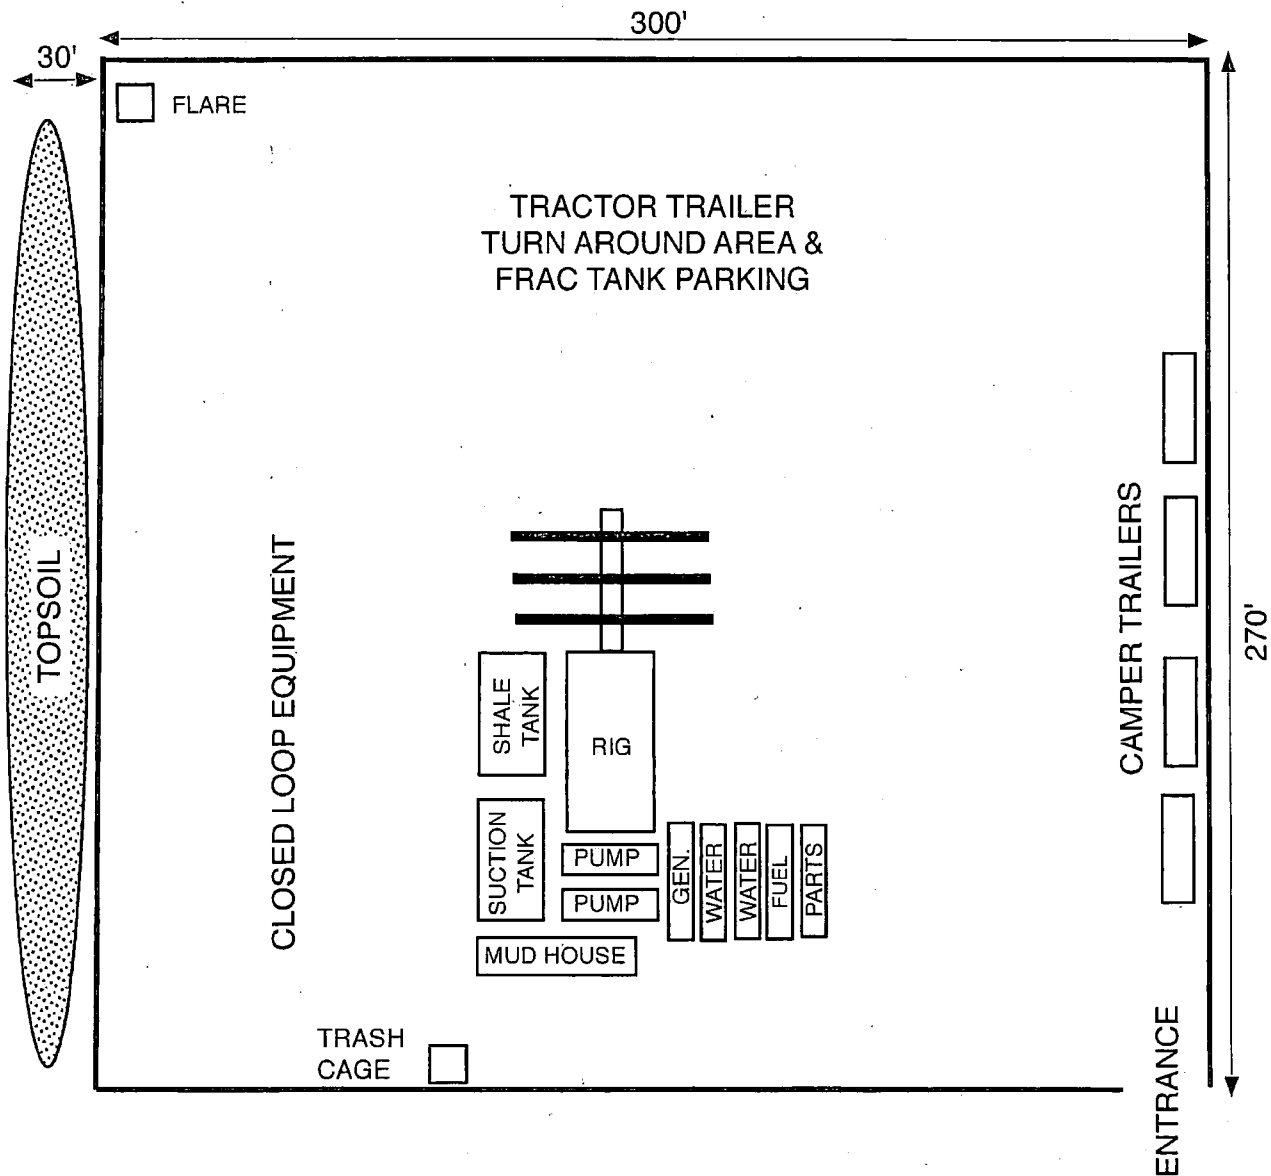 300'
30'
FLARE
TRACTOR TRAILER
TURN AROUND AREA &
FRAC TANK PARKING
TOPSOIL
CLOSED LOOP EQUIPMENT
SHALE
TANK
RIG
CAMPER TRAILERS
270'
SUCTION
TANK
PUMP
PUMP
GEN.
WATER
WATER
FUEL
PARTS
MUD HOUSE
TRASH
CAGE
ENTRANCE